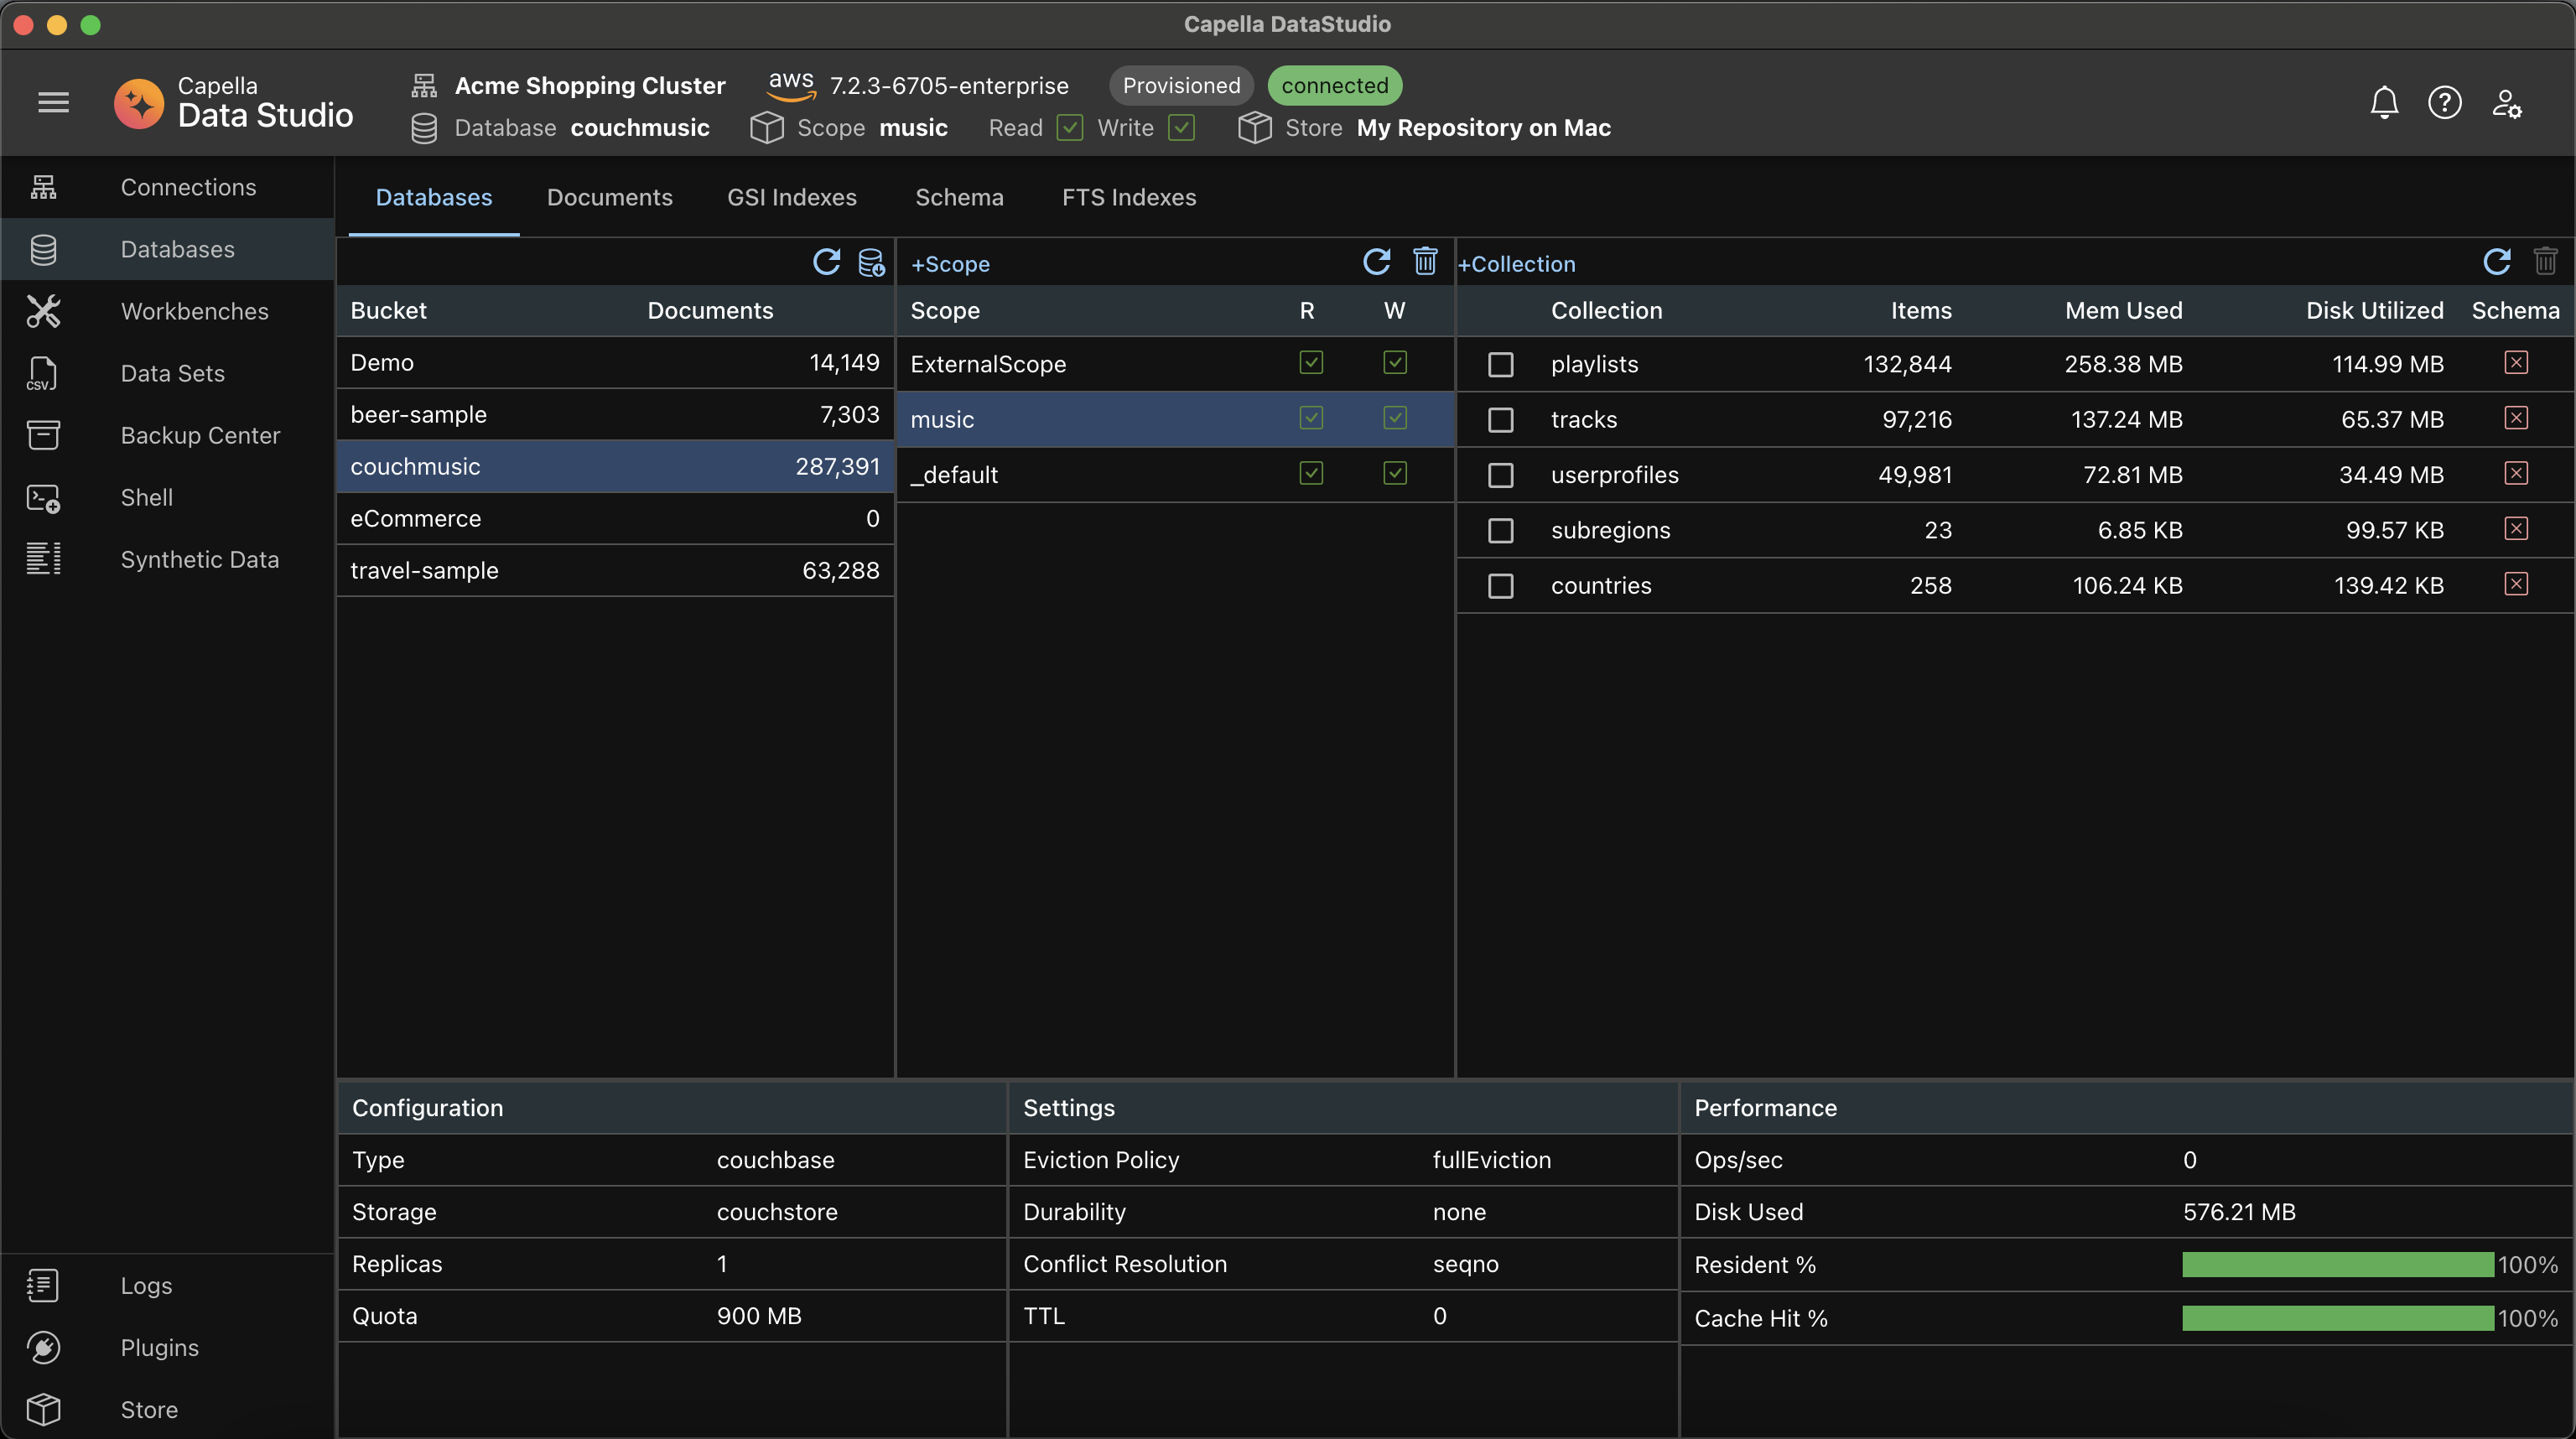 Capella DataStudio
Capella
Data Studio
Acme Shopping Cluster aws 7.2.3-6705-enterprise Provisioned connected
Database couchmusic Scope music Read Write Store My Repository on Mac
Connections
Databases
Workbenches
CSV Data Sets
Backup Center
Shell
Synthetic Data
Logs
Plugins
Store
Databases Documents GSI Indexes Schema FTS Indexes
Bucket Documents
Demo 14,149
beer-sample 7,303
couchmusic 287,391
eCommerce 0
travel-sample 63,288
+Scope
Scope R W
ExternalScope
music
_default
+Collection
Collection Items Mem Used Disk Utilized Schema
playlists 132,844 258.38 MB 114.99 MB
tracks 97,216 137.24 MB 65.37 MB
userprofiles 49,981 72.81 MB 34.49 MB
subregions 23 6.85 KB 99.57 KB
countries 258 106.24 KB 139.42 KB
Configuration
Type couchbase
Storage couchstore
Replicas 1
Quota 900 MB
Settings
Eviction Policy fullEviction
Durability none
Conflict Resolution seqno
TTL 0
Performance
Ops/sec 0
Disk Used 576.21 MB
Resident % 100%
Cache Hit % 100%